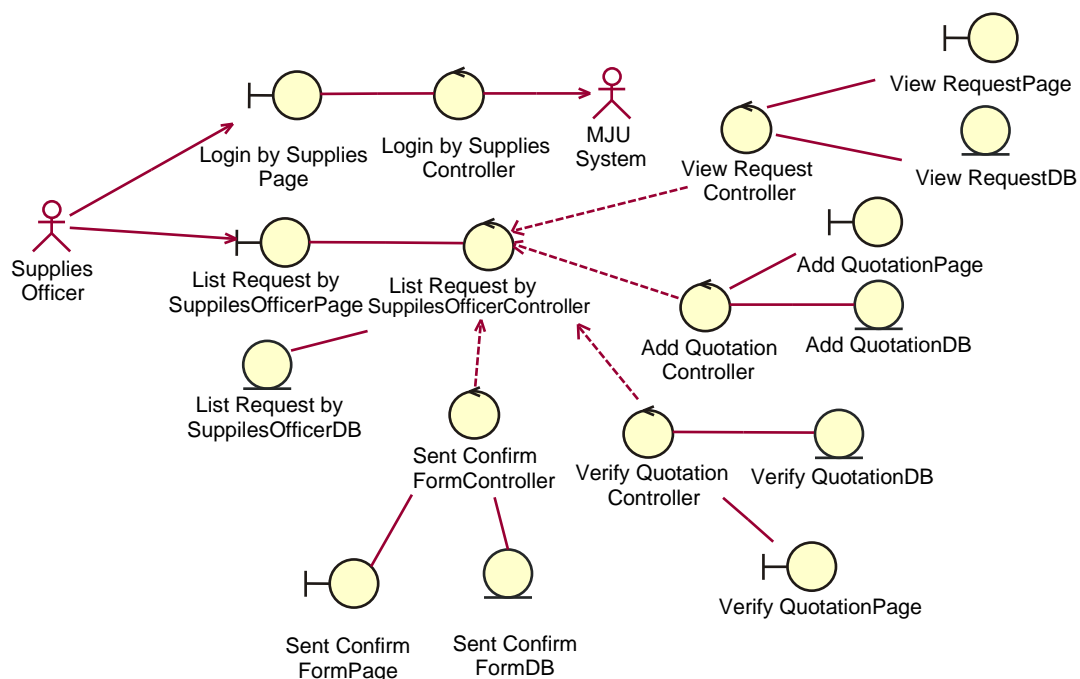 View RequestPage
MJU
System
Login by Supplies
Page
Login by Supplies
Controller
View Request
Controller
View RequestDB
Supplies
Officer
List Request by
SuppilesOfficerPage
List Request by
SuppilesOfficerController
Add QuotationPage
Add Quotation
Controller
Add QuotationDB
List Request by
SuppilesOfficerDB
Sent Confirm
FormController
Verify Quotation
Controller
Verify QuotationDB
Verify QuotationPage
Sent Confirm
FormPage
Sent Confirm
FormDB